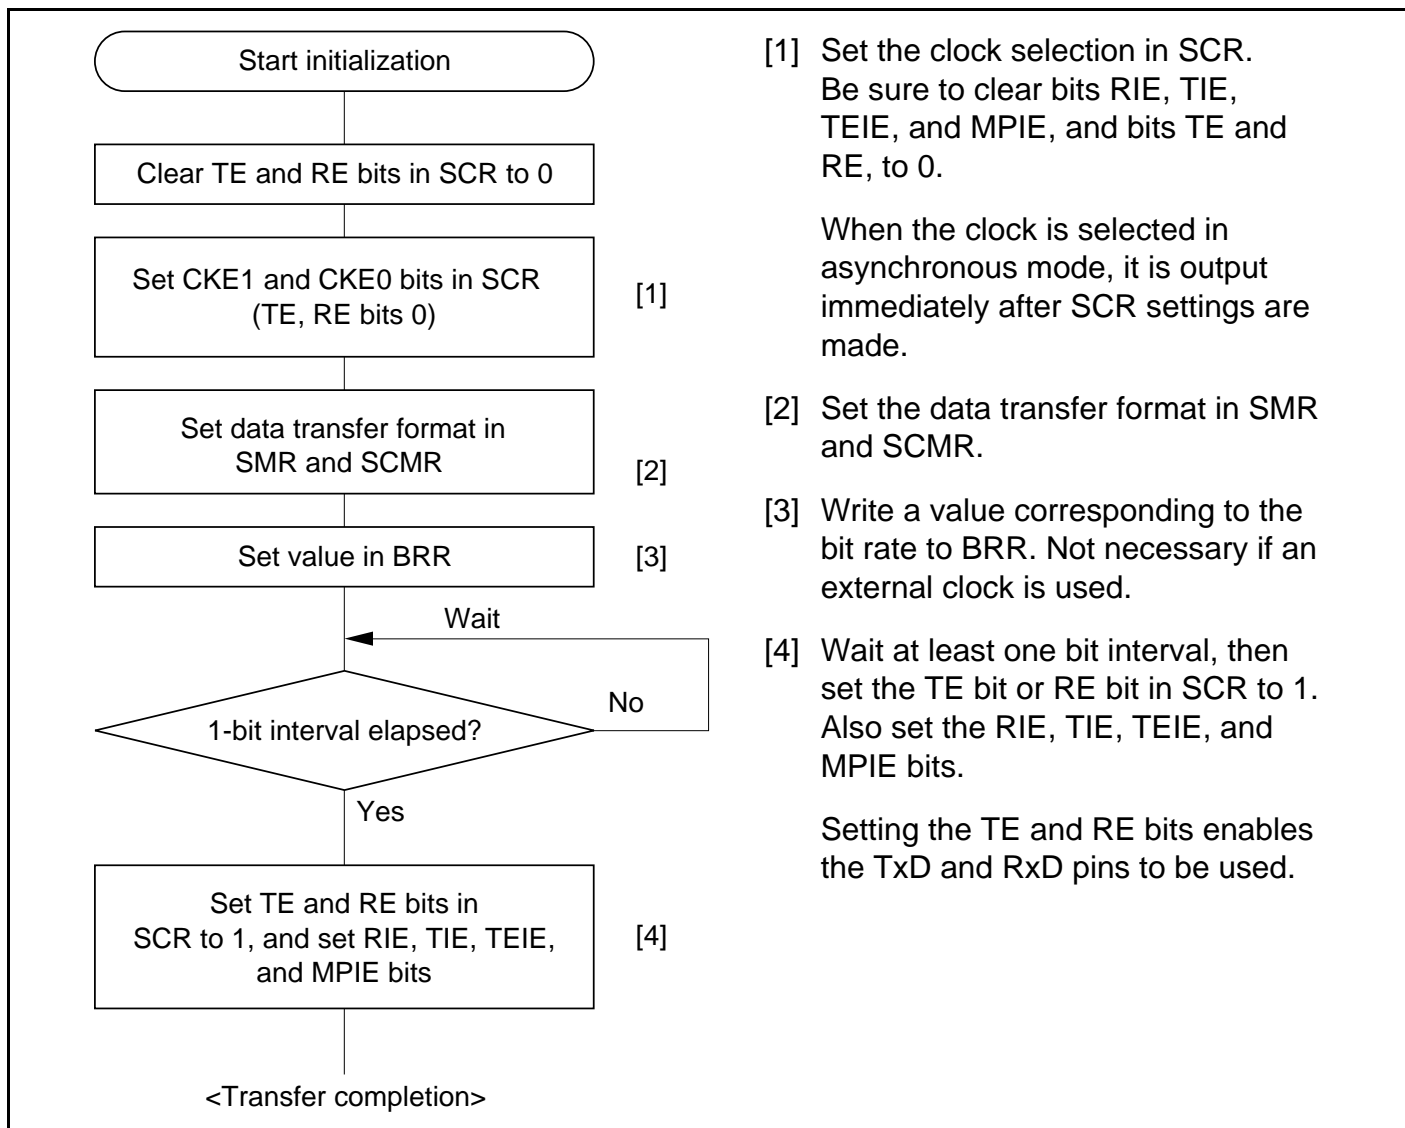 Start initialization
Clear TE and RE bits in SCR to 0
Set CKE1 and CKE0 bits in SCR
(TE, RE bits 0)
[1]
Set data transfer format in
SMR and SCMR
[2]
Set value in BRR
[3]
Wait
1-bit interval elapsed?
No
Yes
Set TE and RE bits in
SCR to 1, and set RIE, TIE, TEIE,
and MPIE bits
[4]
<Transfer completion>
[1] Set the clock selection in SCR.
Be sure to clear bits RIE, TIE,
TEIE, and MPIE, and bits TE and
RE, to 0.
When the clock is selected in
asynchronous mode, it is output
immediately after SCR settings are
made.
[2] Set the data transfer format in SMR
and SCMR.
[3] Write a value corresponding to the
bit rate to BRR. Not necessary if an
external clock is used.
[4] Wait at least one bit interval, then
set the TE bit or RE bit in SCR to 1.
Also set the RIE, TIE, TEIE, and
MPIE bits.
Setting the TE and RE bits enables
the TxD and RxD pins to be used.